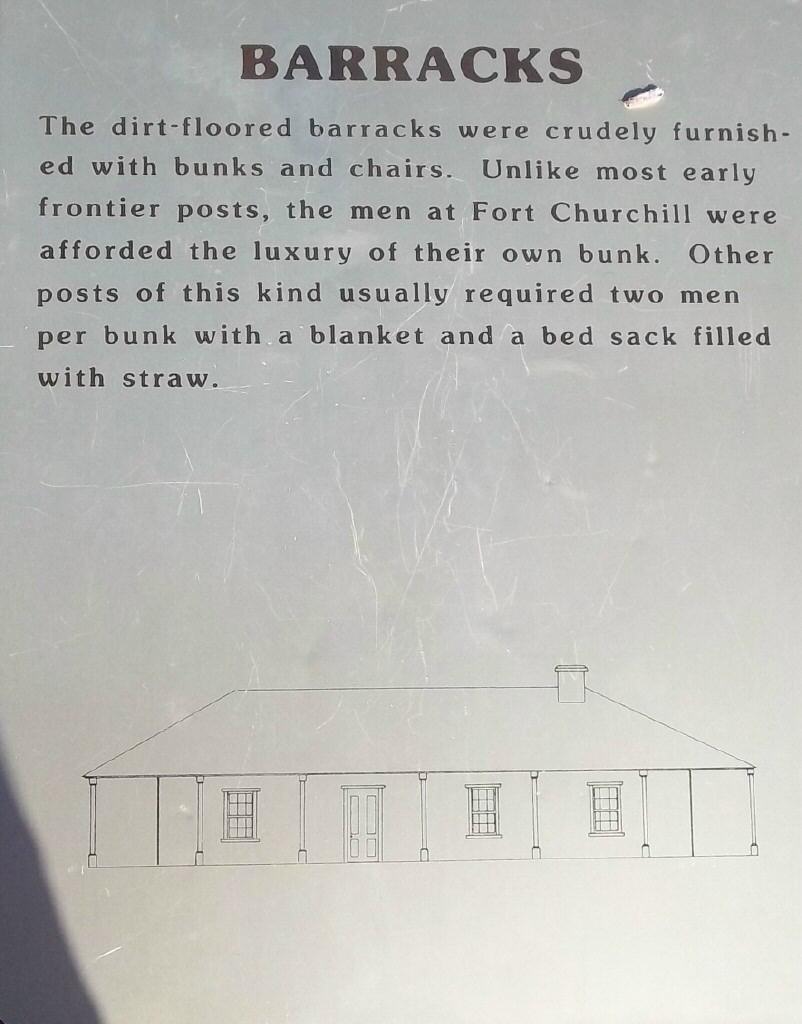 BARRACKS
The dirt-floored barracks were crudely furnish-
ed with bunks and chairs. Unlike most early
frontier posts, the men at Fort Churchill were
afforded the luxury of their own bunk. Other
posts of this kind usually required two men
per bunk with a blanket and a bed sack filled
with straw.